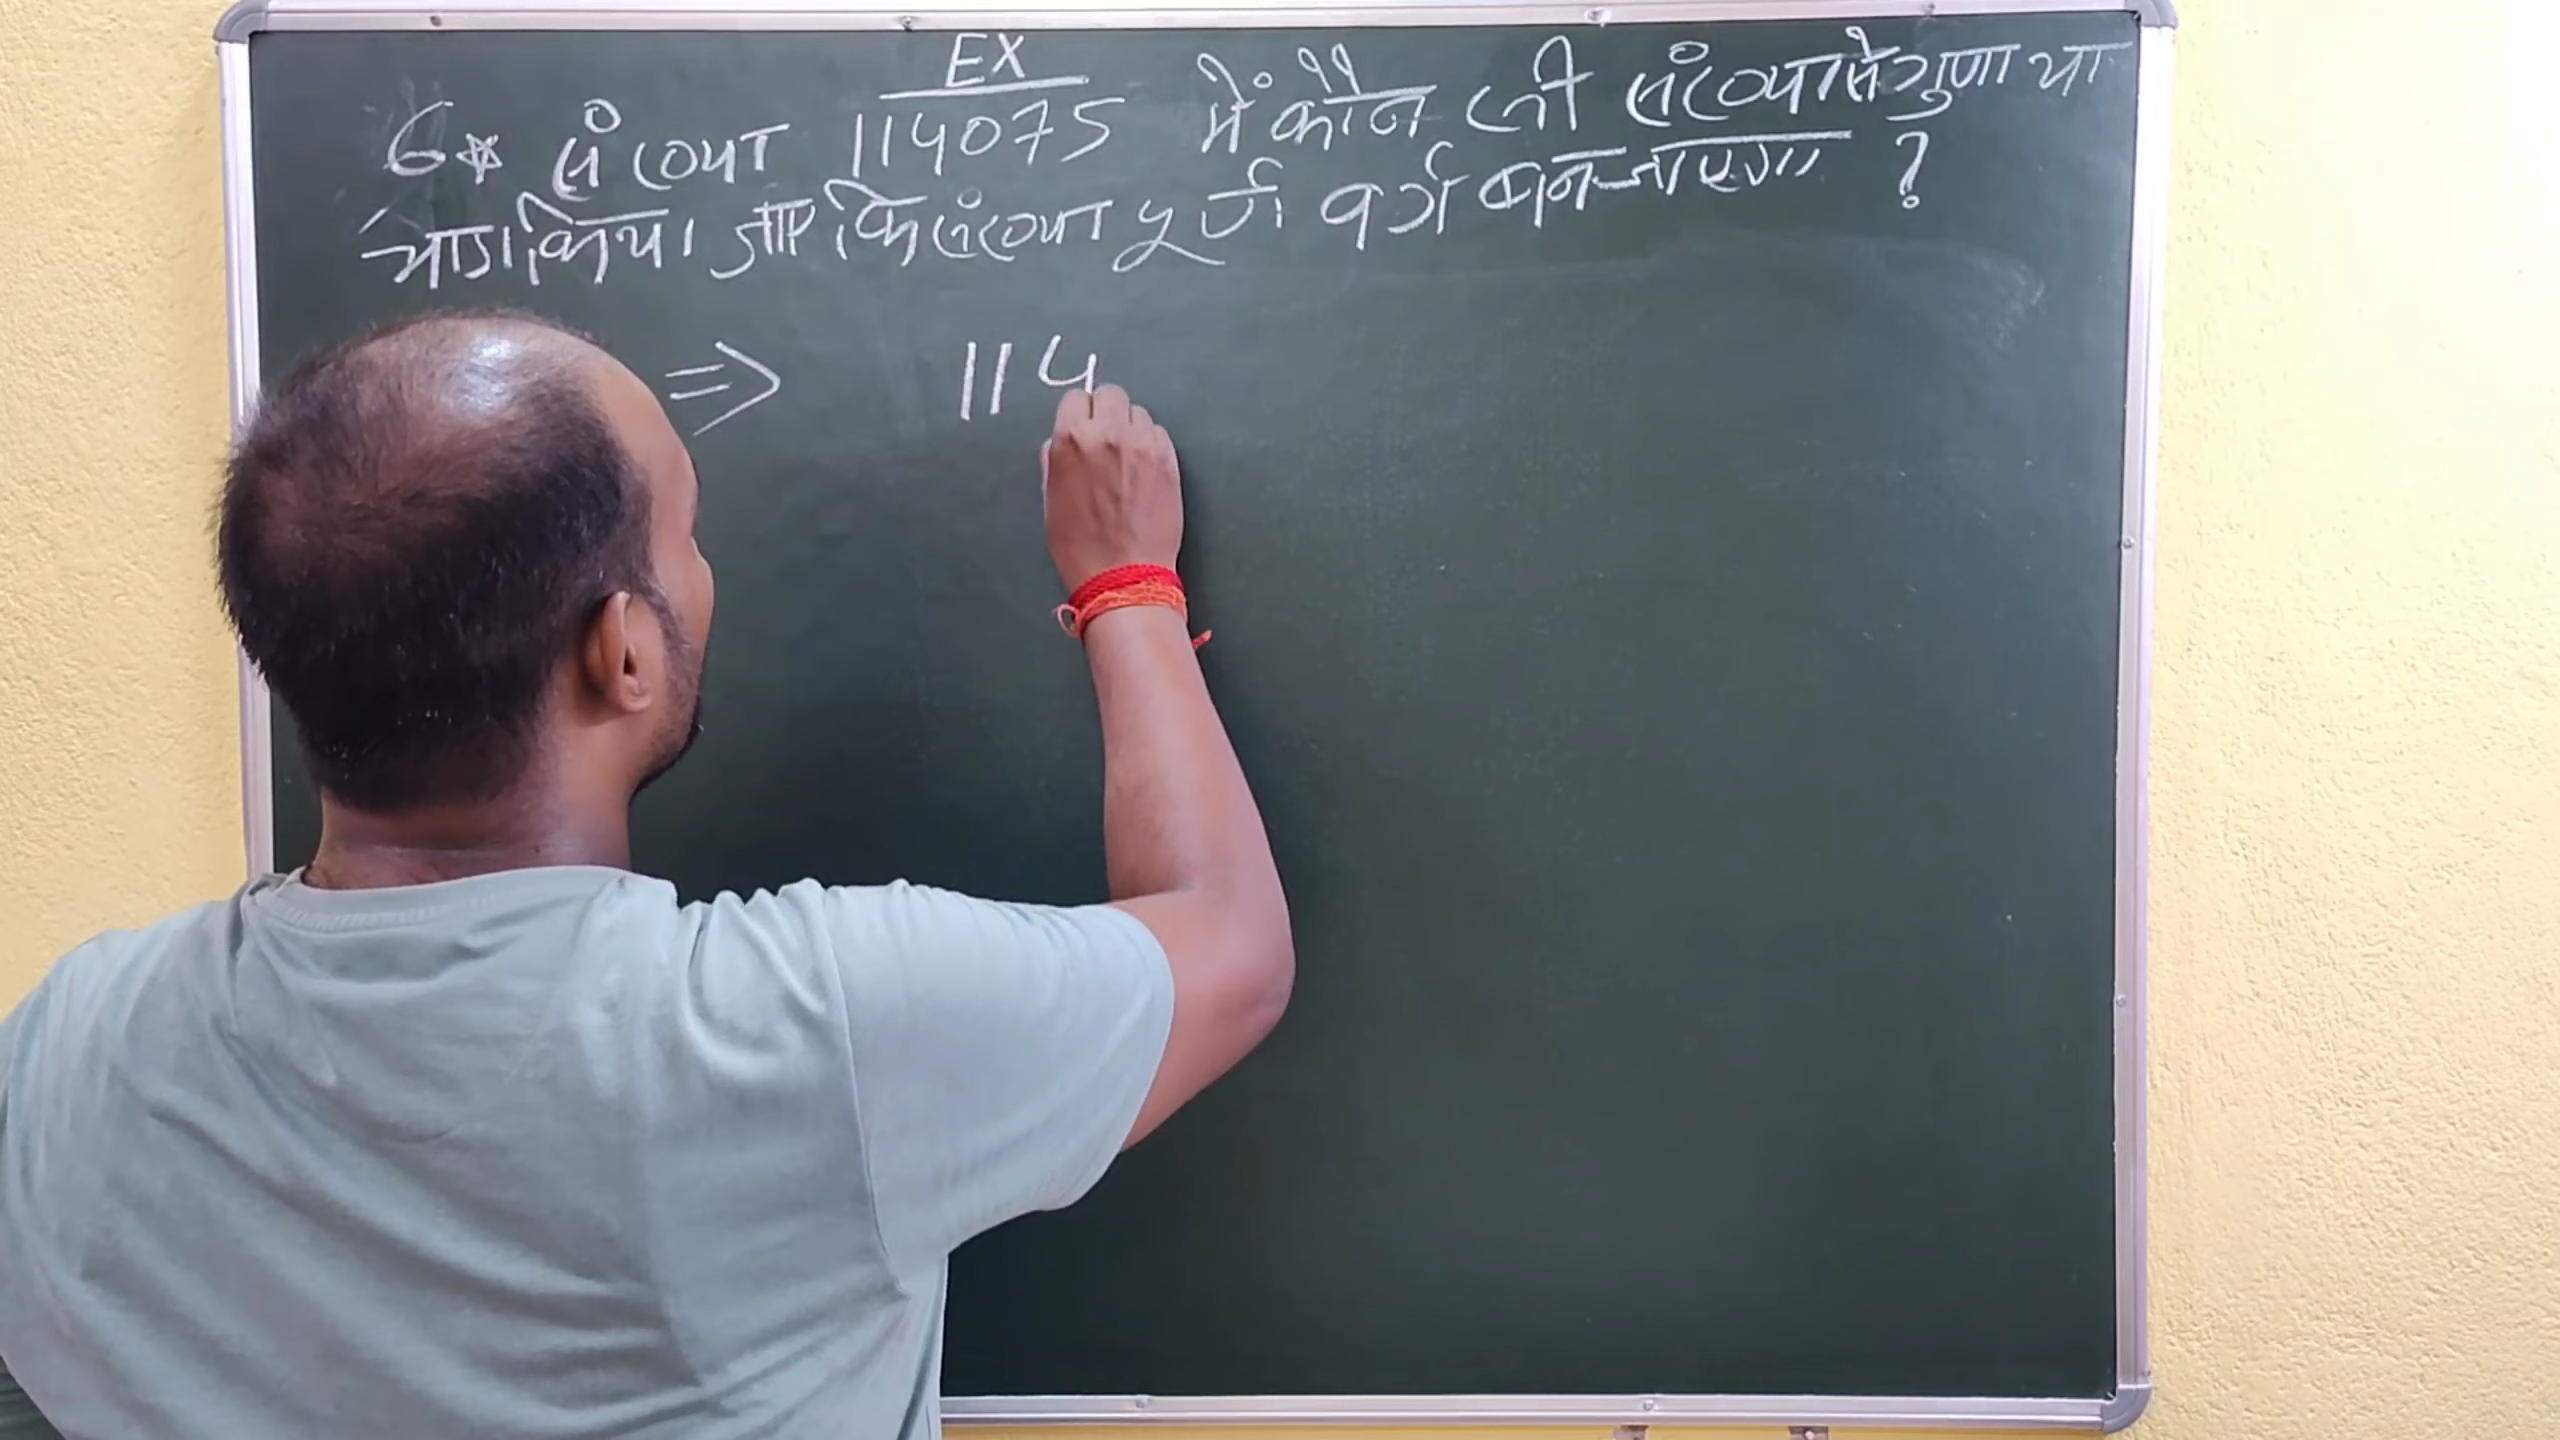 EX
6* संख्या 114075 में कौन सी संख्या से गुणा या
भाग किया जाए कि संख्या पूर्ण वर्ग बन जाएगा ?
⇒ 114